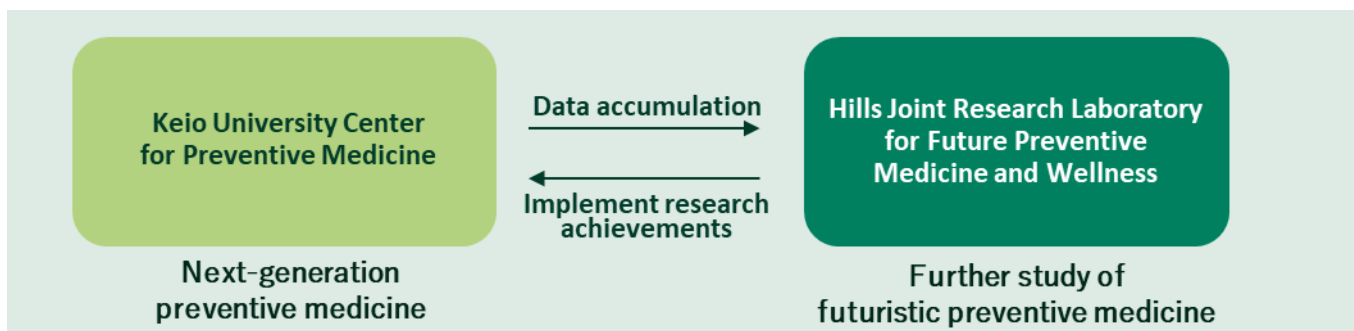 Keio University Center
for Preventive Medicine
Data accumulation
Implement research
achievements
Hills Joint Research Laboratory
for Future Preventive
Medicine and Wellness
Next-generation
preventive medicine
Further study of
futuristic preventive medicine